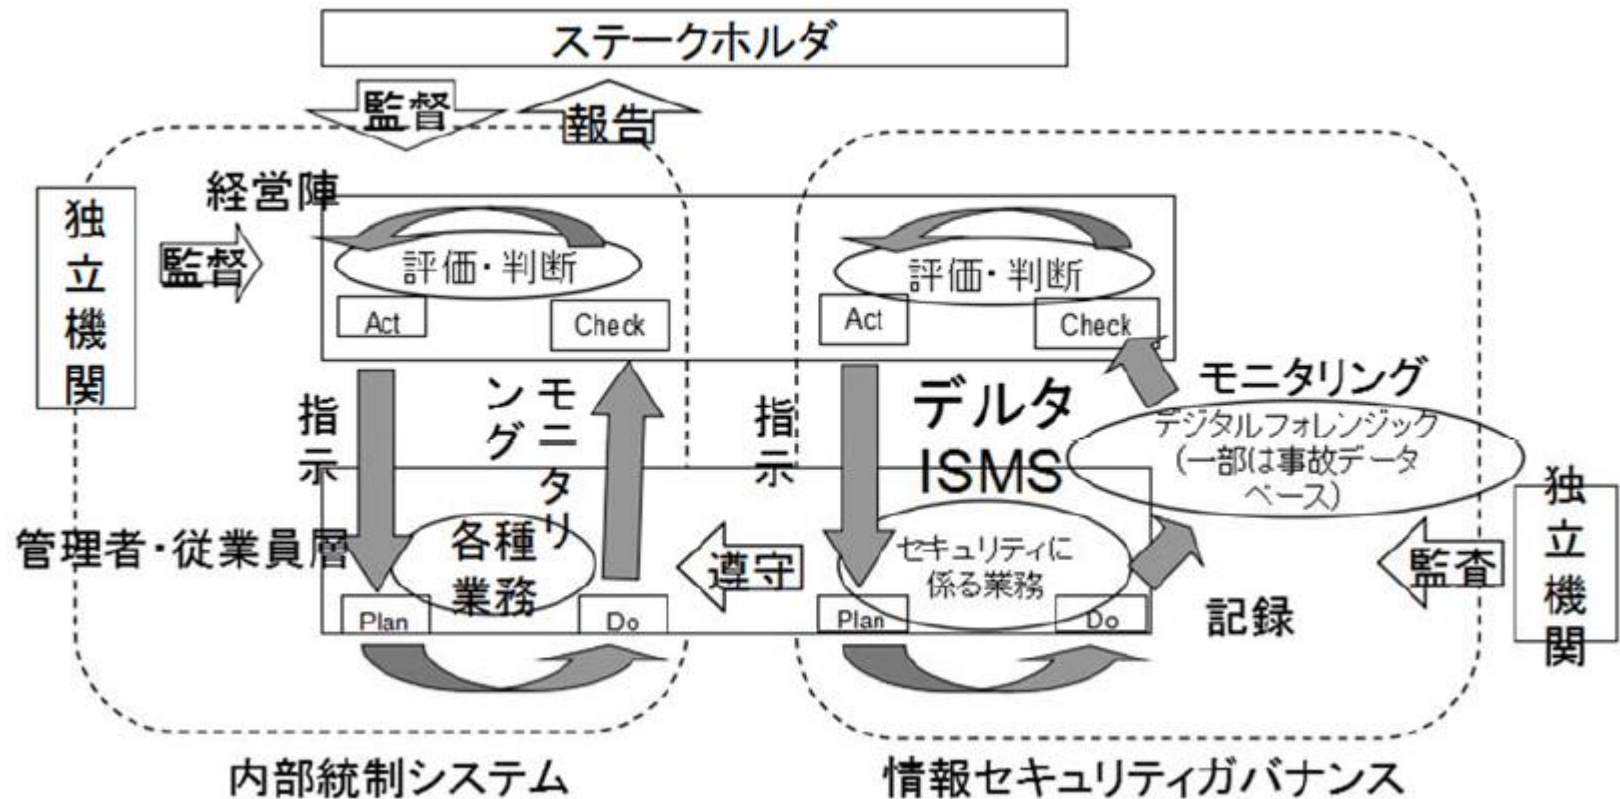 ステークホルダ
監督
報告
経営陣
独立機関
監督
評価・判断
評価・判断
Act
Check
Act
Check
指示
モニタリング
指示
デルタ
ISMS
モニタリング
デジタルフォレンジック
(一部は事故データ
ベース)
管理者・従業員層
各種
業務
遵守
セキュリティに
係る業務
監査
独立機関
記録
Plan
Do
Plan
Do
内部統制システム
情報セキュリティガバナンス